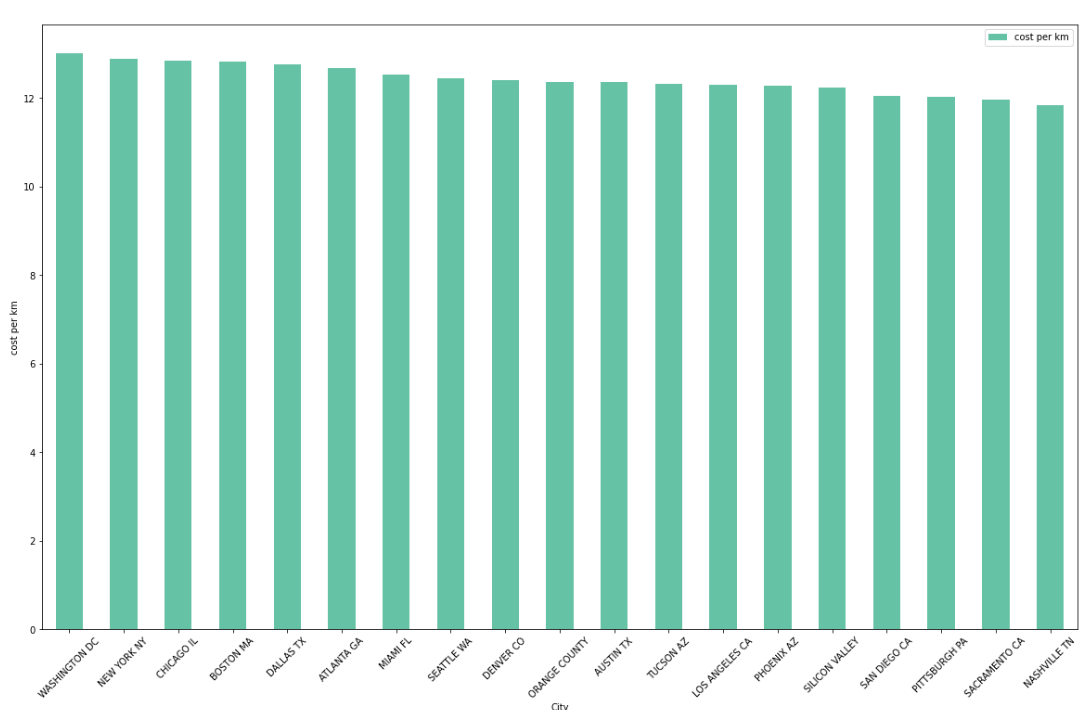 cost per km
12
10
8
6
4
2
0
cost per km
WASHINGTON DC
NEW YORK NY
CHICAGO IL
BOSTON MA
DALLAS TX
ATLANTA GA
MIAMI FL
SEATTLE WA
DENVER CO
ORANGE COUNTY
AUSTIN TX
TUCSON AZ
LOS ANGELES CA
PHOENIX AZ
SILICON VALLEY
SAN DIEGO CA
PITTSBURGH PA
SACRAMENTO CA
NASHVILLE TN
City